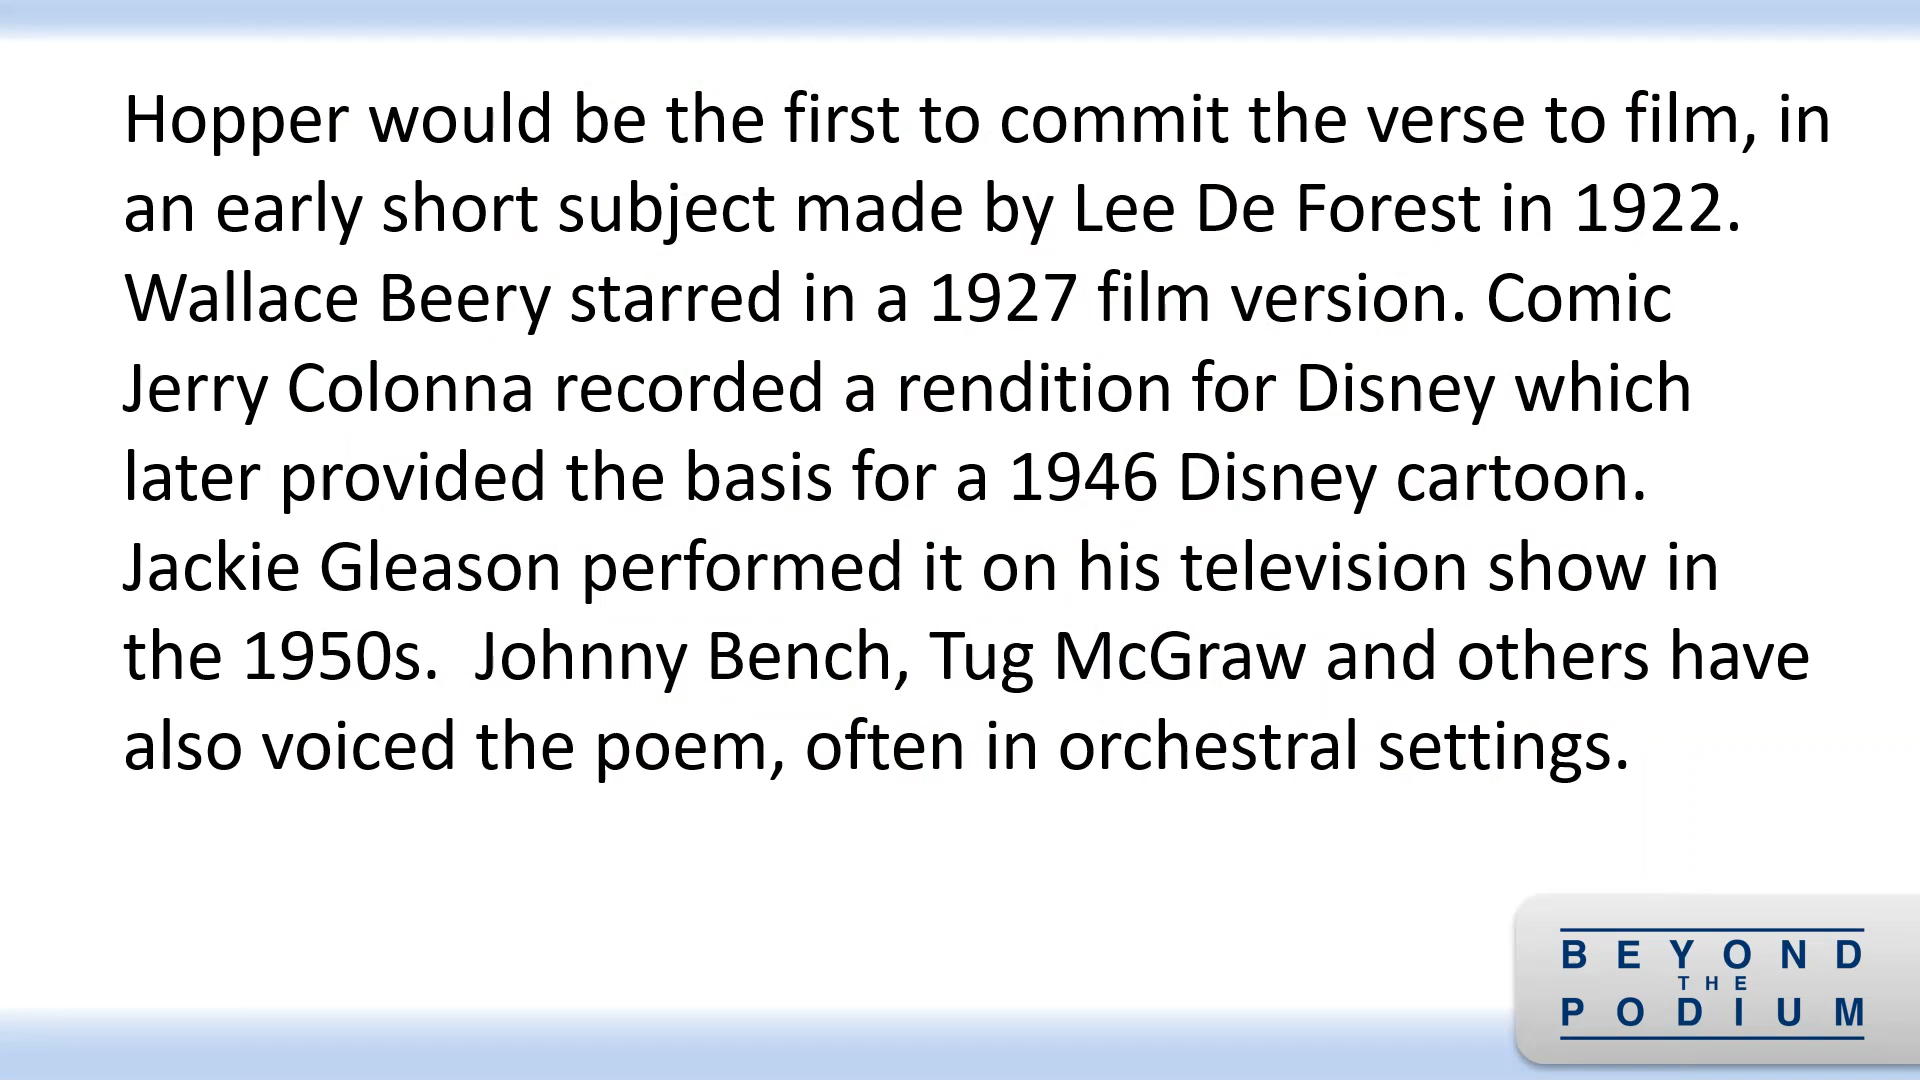 Hopper would be the first to commit the verse to film, in
an early short subject made by Lee De Forest in 1922.
Wallace Beery starred in a 1927 film version. Comic
Jerry Colonna recorded a rendition for Disney which
later provided the basis for a 1946 Disney cartoon.
Jackie Gleason performed it on his television show in
the 1950s.  Johnny Bench, Tug McGraw and others have
also voiced the poem, often in orchestral settings.
BEYOND
THE
PODIUM